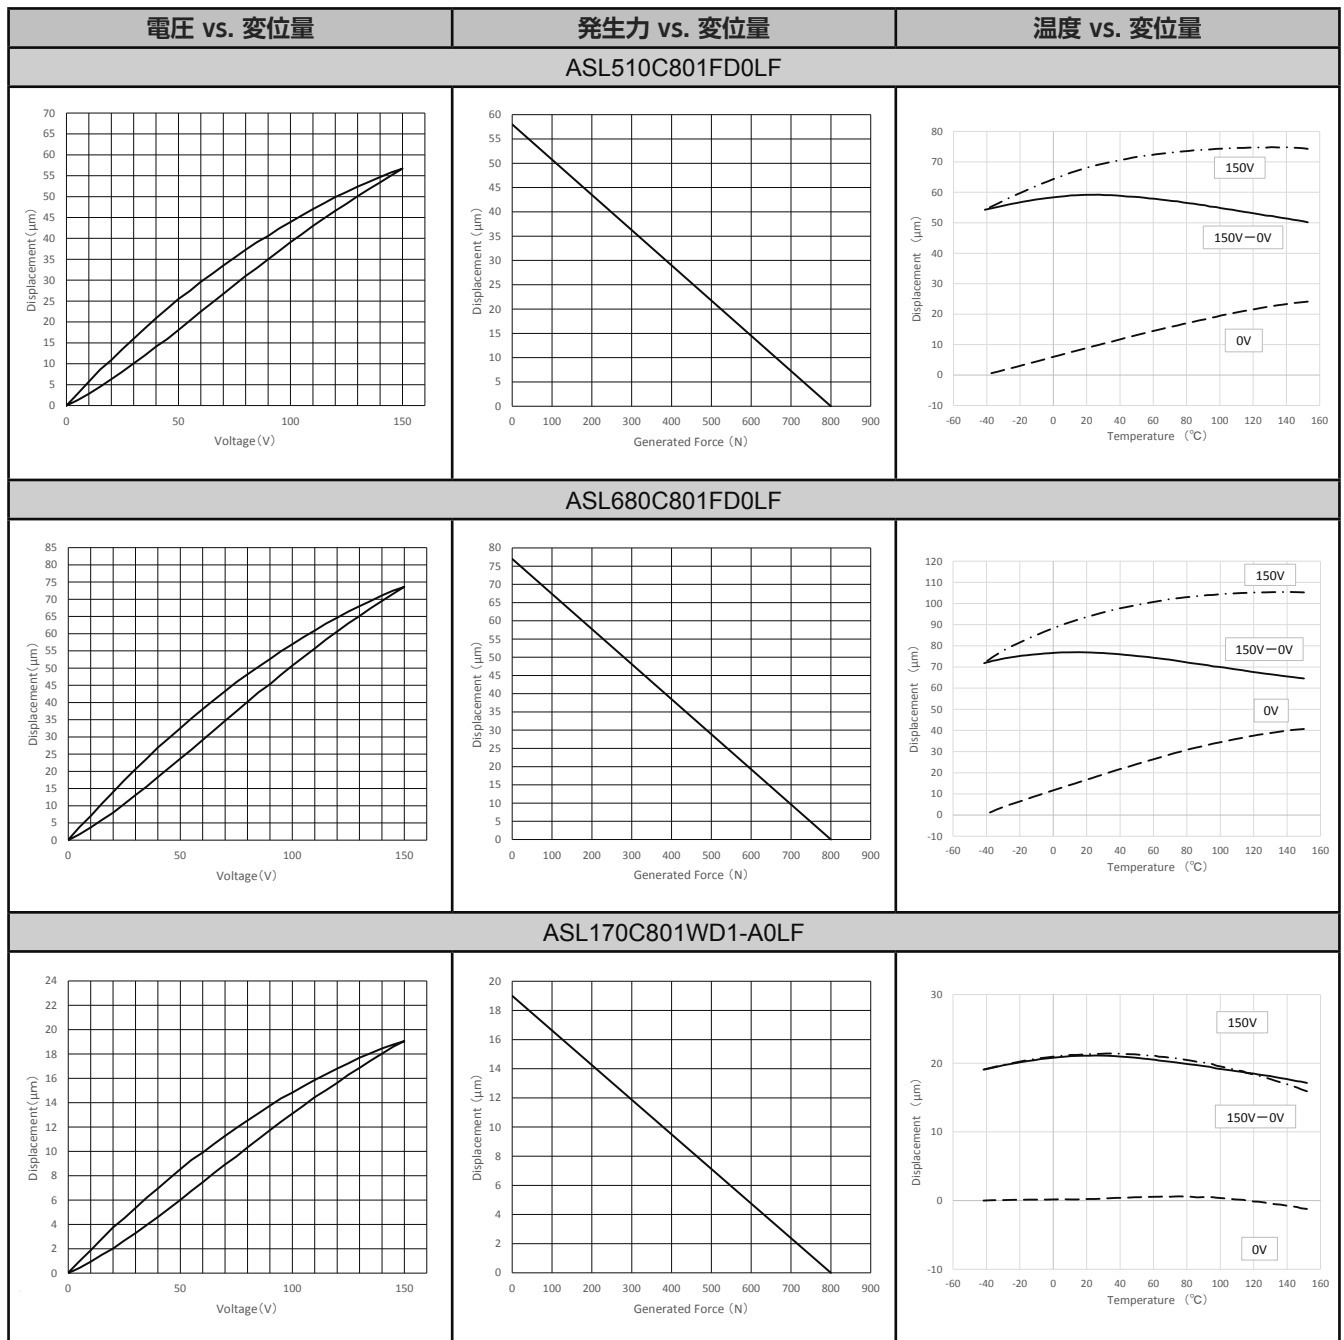 電圧 vs. 変位量
発生力 vs. 変位量
温度 vs. 変位量
ASL510C801FD0LF
70
65
60
55
50
45
40
35
30
25
20
15
10
5
0
Displacement(μm)
0 50 100 150
Voltage(V)
60
55
50
45
40
35
30
25
20
15
10
5
0
Displacement (μm)
0 100 200 300 400 500 600 700 800 900
Generated Force (N)
80
70
60
50
40
30
20
10
0
-10
Displacement (μm)
150V
150V-0V
0V
-60 -40 -20 0 20 40 60 80 100 120 140 160
Temperature (℃)
ASL680C801FD0LF
85
80
75
70
65
60
55
50
45
40
35
30
25
20
15
10
5
0
Displacement(μm)
0 50 100 150
Voltage(V)
80
75
70
65
60
55
50
45
40
35
30
25
20
15
10
5
0
Displacement (μm)
0 100 200 300 400 500 600 700 800 900
Generated Force (N)
120
110
100
90
80
70
60
50
40
30
20
10
0
-10
Displacement (μm)
150V
150V-0V
0V
-60 -40 -20 0 20 40 60 80 100 120 140 160
Temperature (℃)
ASL170C801WD1-A0LF
24
22
20
18
16
14
12
10
8
6
4
2
0
Displacement(μm)
0 50 100 150
Voltage(V)
20
18
16
14
12
10
8
6
4
2
0
Displacement (μm)
0 100 200 300 400 500 600 700 800 900
Generated Force (N)
30
20
10
0
-10
Displacement (μm)
150V
150V-0V
0V
-60 -40 -20 0 20 40 60 80 100 120 140 160
Temperature (℃)